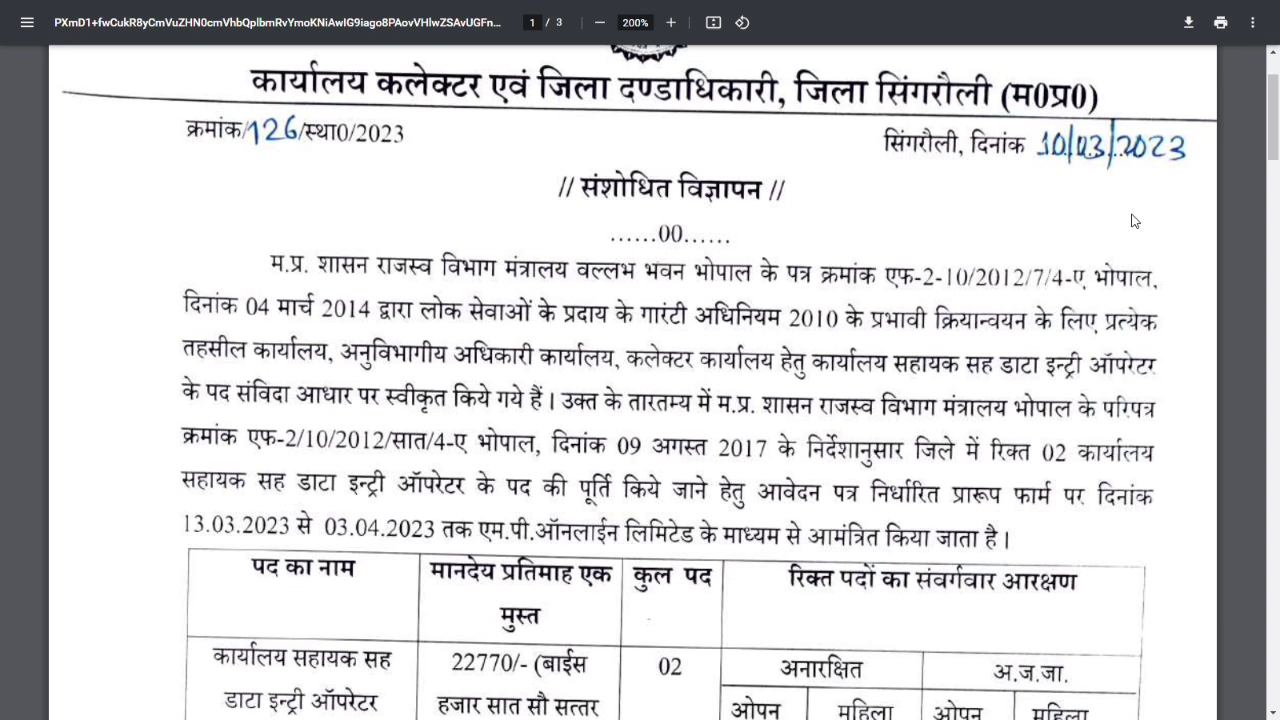 PXmD1+fwCukR8yCmVuZHN0cmVhbQplbmRvYmoKNiAwIG9iago8PAovVHlwZSAvUGFn... 1 / 3 200%
कार्यालय कलेक्टर एवं जिला दण्डाधिकारी, जिला सिंगरौली (म0प्र0)
क्रमांक/126/स्था0/2023 सिंगरौली, दिनांक 10/03/2023
// संशोधित विज्ञापन //
......00......
म.प्र. शासन राजस्व विभाग मंत्रालय वल्लभ भवन भोपाल के पत्र क्रमांक एफ-2-10/2012/7/4-ए भोपाल,
दिनांक 04 मार्च 2014 द्वारा लोक सेवाओं के प्रदाय के गारंटी अधिनियम 2010 के प्रभावी क्रियान्वयन के लिए प्रत्येक
तहसील कार्यालय, अनुविभागीय अधिकारी कार्यालय, कलेक्टर कार्यालय हेतु कार्यालय सहायक सह डाटा इन्ट्री ऑपरेटर
के पद संविदा आधार पर स्वीकृत किये गये हैं। उक्त के तारतम्य में म.प्र. शासन राजस्व विभाग मंत्रालय भोपाल के परिपत्र
क्रमांक एफ-2/10/2012/सात/4-ए भोपाल, दिनांक 09 अगस्त 2017 के निर्देशानुसार जिले में रिक्त 02 कार्यालय
सहायक सह डाटा इन्ट्री ऑपरेटर के पद की पूर्ति किये जाने हेतु आवेदन पत्र निर्धारित प्रारूप फार्म पर दिनांक
13.03.2023 से 03.04.2023 तक एम.पी.ऑनलाईन लिमिटेड के माध्यम से आमंत्रित किया जाता है।
पद का नाम मानदेय प्रतिमाह एक कुल पद रिक्त पदों का संवर्गवार आरक्षण
मुस्त
कार्यालय सहायक सह 22770/- (बाईस 02 अनारक्षित अ.ज.जा.
डाटा इन्ट्री ऑपरेटर हजार सात सौ सत्तर ओपन महिला ओपन महिला